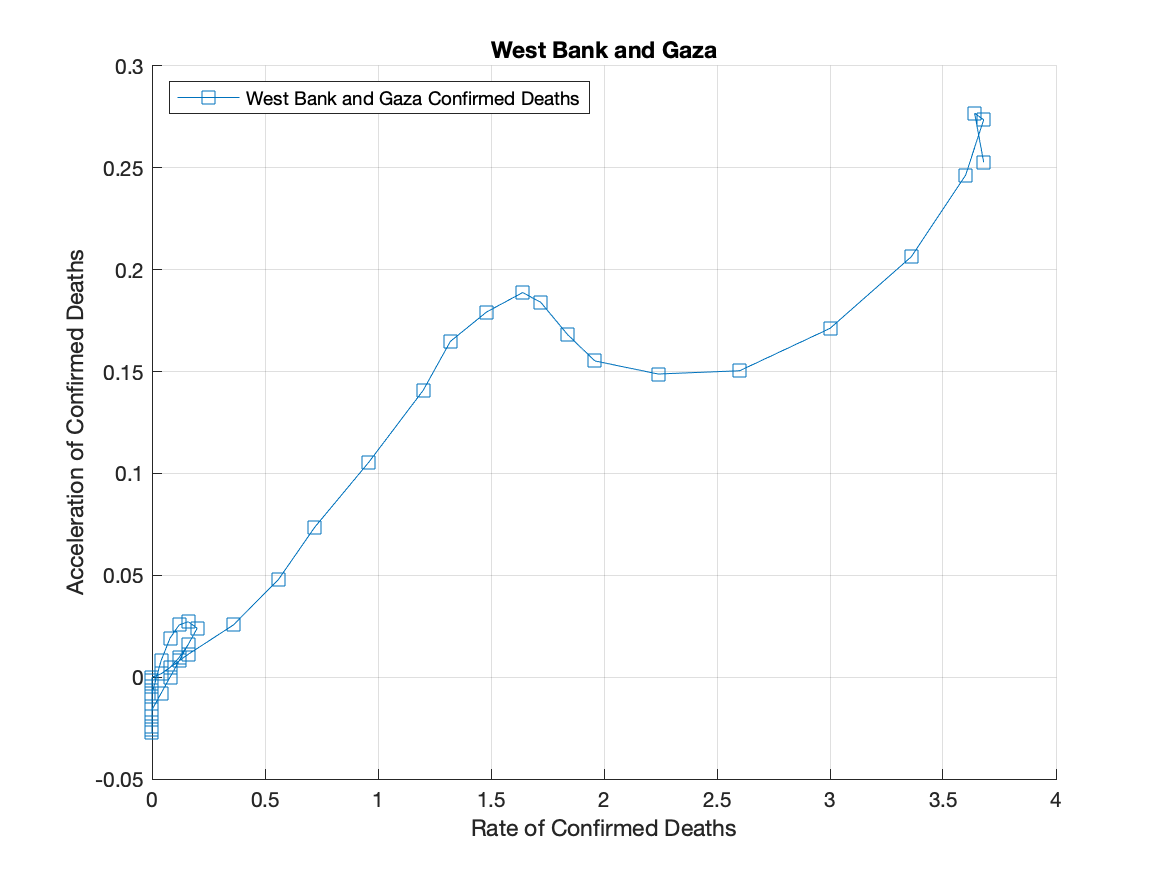 West Bank and Gaza
West Bank and Gaza Confirmed Deaths
0.3
0.25
0.2
0.15
0.1
0.05
0
-0.05
Acceleration of Confirmed Deaths
0 0.5 1 1.5 2 2.5 3 3.5 4
Rate of Confirmed Deaths